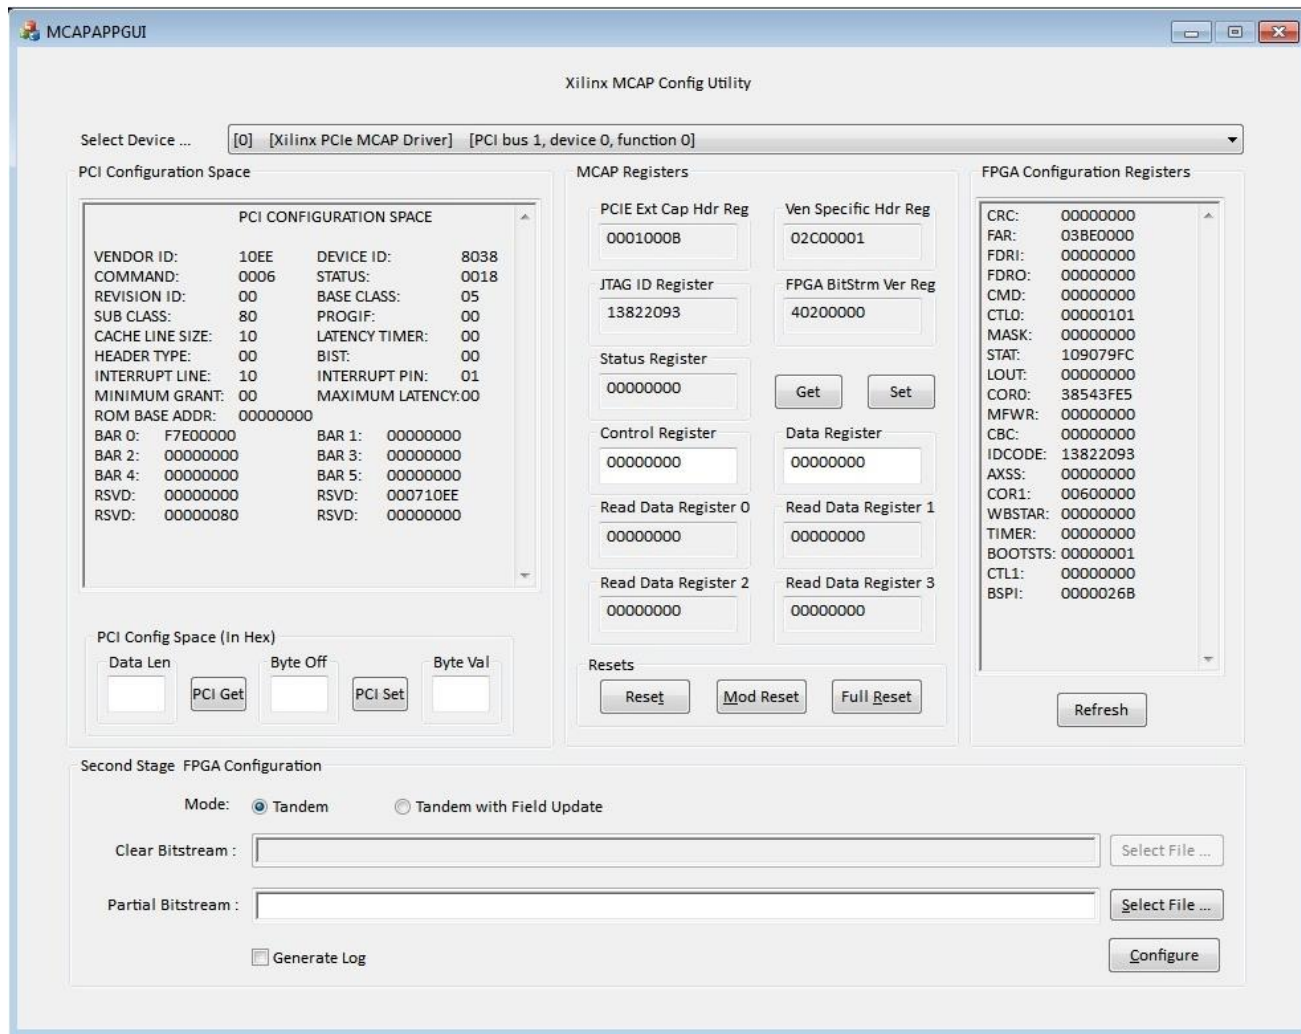 MCAPAPPGUI
Xilinx MCAP Config Utility
Select Device ... [0] [Xilinx PCIe MCAP Driver] [PCI bus 1, device 0, function 0]
PCI Configuration Space
PCI CONFIGURATION SPACE
VENDOR ID: 10EE DEVICE ID: 8038
COMMAND: 0006 STATUS: 0018
REVISION ID: 00 BASE CLASS: 05
SUB CLASS: 80 PROGIF: 00
CACHE LINE SIZE: 10 LATENCY TIMER: 00
HEADER TYPE: 00 BIST: 00
INTERRUPT LINE: 10 INTERRUPT PIN: 01
MINIMUM GRANT: 00 MAXIMUM LATENCY:00
ROM BASE ADDR: 00000000
BAR 0: F7E00000 BAR 1: 00000000
BAR 2: 00000000 BAR 3: 00000000
BAR 4: 00000000 BAR 5: 00000000
RSVD: 00000000 RSVD: 000710EE
RSVD: 00000080 RSVD: 00000000
PCI Config Space (In Hex)
Data Len Byte Off Byte Val
PCI Get PCI Set
MCAP Registers
PCIE Ext Cap Hdr Reg Ven Specific Hdr Reg
0001000B 02C00001
JTAG ID Register FPGA BitStrm Ver Reg
13822093 40200000
Status Register
00000000 Get Set
Control Register Data Register
00000000 00000000
Read Data Register 0 Read Data Register 1
00000000 00000000
Read Data Register 2 Read Data Register 3
00000000 00000000
Resets
Reset Mod Reset Full Reset
FPGA Configuration Registers
CRC: 00000000
FAR: 03BE0000
FDRI: 00000000
FDRO: 00000000
CMD: 00000000
CTL0: 00000101
MASK: 00000000
STAT: 109079FC
LOUT: 00000000
COR0: 38543FE5
MFWR: 00000000
CBC: 00000000
IDCODE: 13822093
AXSS: 00000000
COR1: 00600000
WBSTAR: 00000000
TIMER: 00000000
BOOTSTS: 00000001
CTL1: 00000000
BSPI: 0000026B
Refresh
Second Stage FPGA Configuration
Mode: Tandem Tandem with Field Update
Clear Bitstream : Select File ...
Partial Bitstream : Select File ...
Generate Log Configure